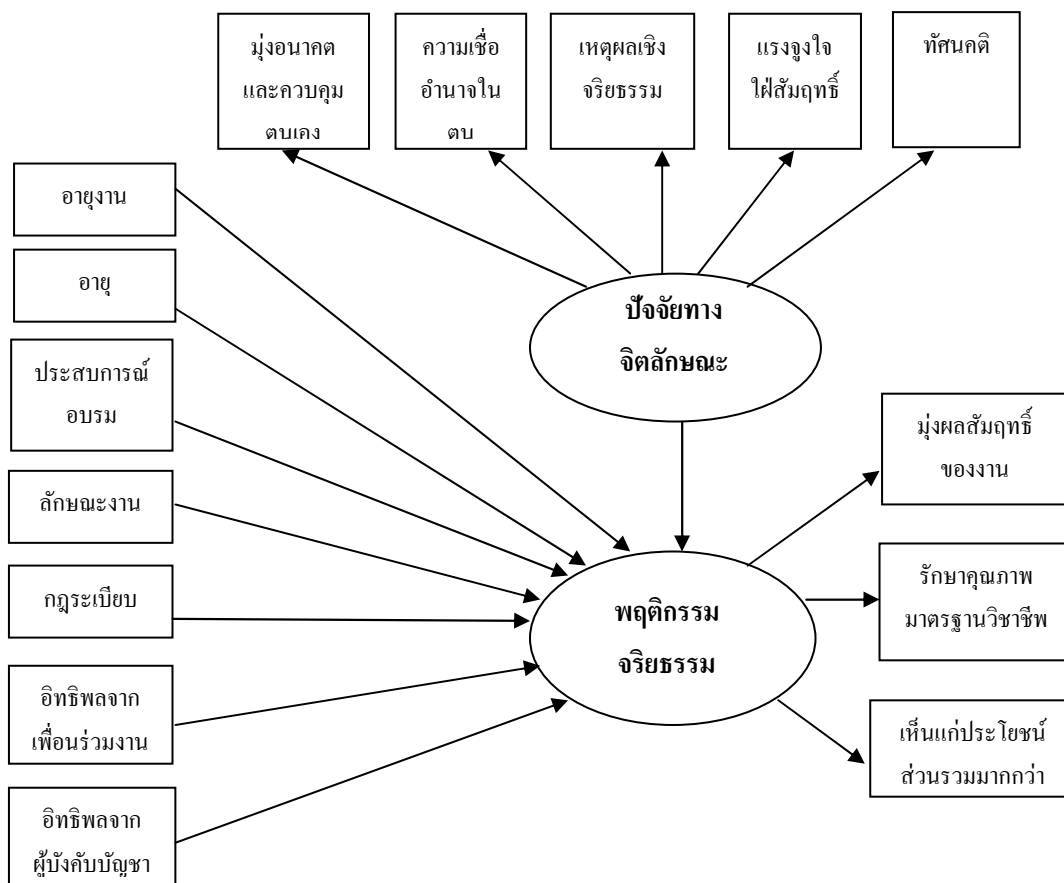 มุ่งอนาคต
และควบคุม
ตนเอง
ความเชื่อ
อำนาจใน
ตน
เหตุผลเชิง
จริยธรรม
แรงจูงใจ
ใฝ่สัมฤทธิ์
ทัศนคติ
อายุงาน
อายุ
ประสบการณ์
อบรม
ลักษณะงาน
กฎระเบียบ
อิทธิพลจาก
เพื่อนร่วมงาน
อิทธิพลจาก
ผู้บังคับบัญชา
ปัจจัยทาง
จิตลักษณะ
พฤติกรรม
จริยธรรม
มุ่งผลสัมฤทธิ์
ของงาน
รักษาคุณภาพ
มาตรฐานวิชาชีพ
เห็นแก่ประโยชน์
ส่วนรวมมากกว่า